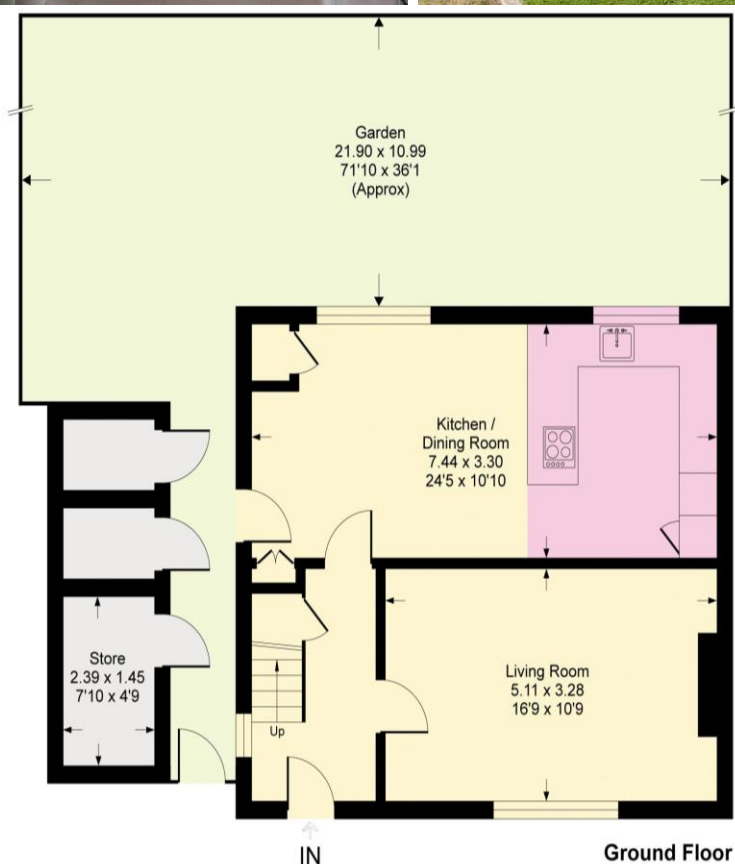 Garden
21.90 x 10.99
71'10 x 36'1
(Approx)
Kitchen /
Dining Room
7.44 x 3.30
24'5 x 10'10
Store
2.39 x 1.45
7'10 x 4'9
Living Room
5.11 x 3.28
16'9 x 10'9
Up
IN
Ground Floor